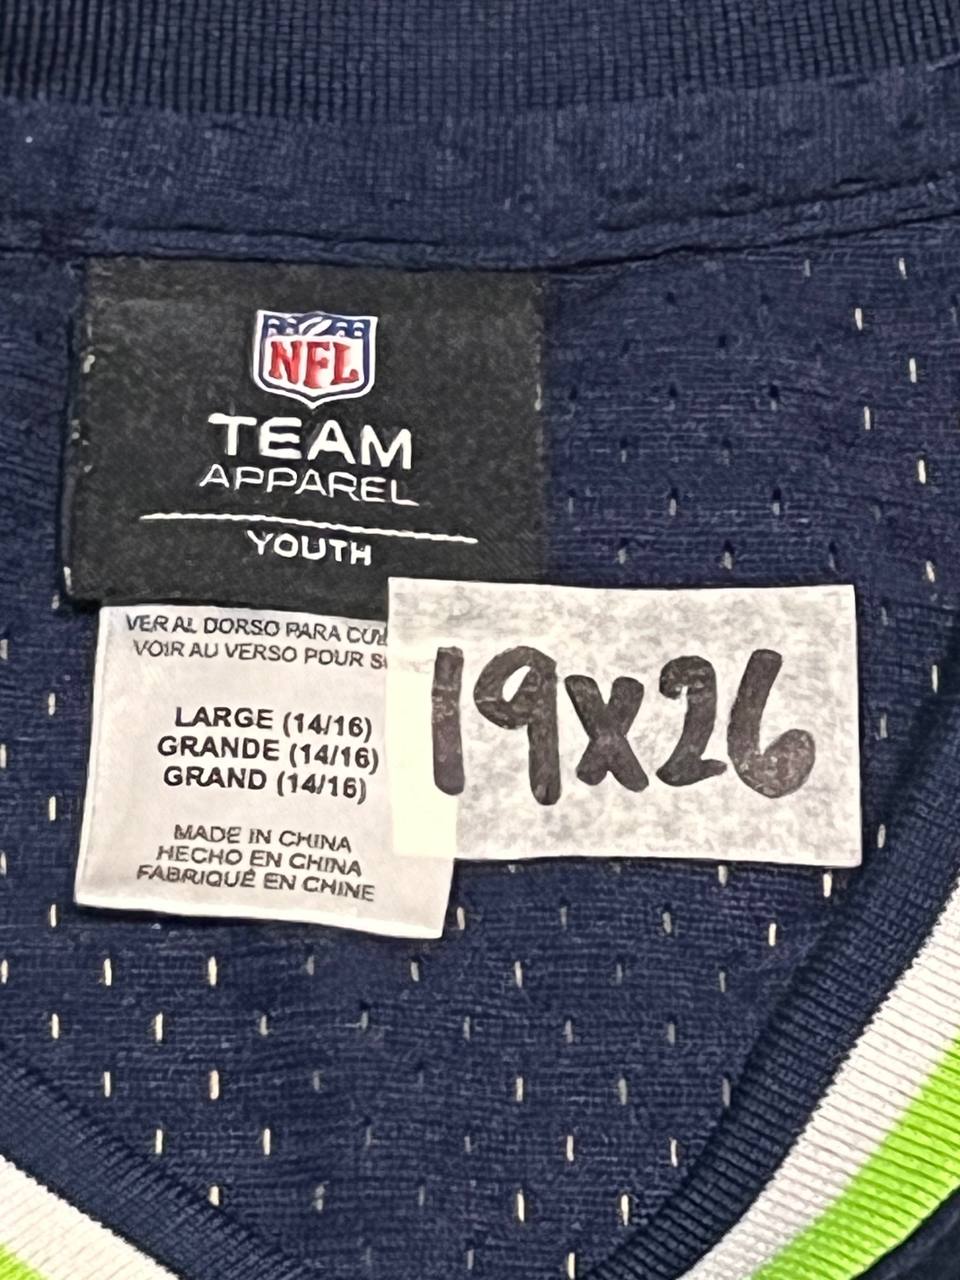 NFL
TEAM
APPAREL
YOUTH
VER AL DORSO PARA
VOIR AU VERSO POUR
LARGE (14/16)
GRANDE (14/16)
GRAND (14/16)
MADE IN CHINA
HECHO EN CHINA
FABRIQUÉ EN CHINE
19x26